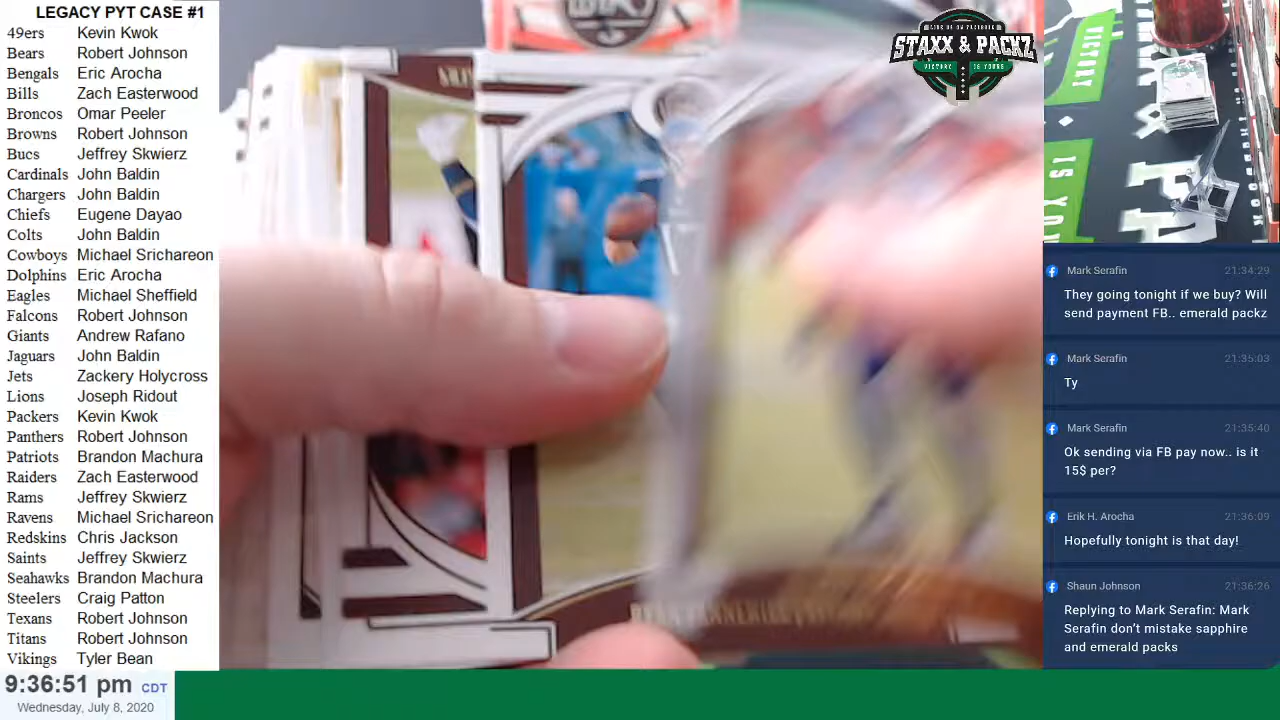 LEGACY PYT CASE #1
49ers Kevin Kwok
Bears Robert Johnson
Bengals Eric Arocha
Bills Zach Easterwood
Broncos Omar Peeler
Browns Robert Johnson
Bucs Jeffrey Skwierz
Cardinals John Baldin
Chargers John Baldin
Chiefs Eugene Dayao
Colts John Baldin
Cowboys Michael Srichareon
Dolphins Eric Arocha
Eagles Michael Sheffield
Falcons Robert Johnson
Giants Andrew Rafano
Jaguars John Baldin
Jets Zackery Holycross
Lions Joseph Ridout
Packers Kevin Kwok
Panthers Robert Johnson
Patriots Brandon Machura
Raiders Zach Easterwood
Rams Jeffrey Skwierz
Ravens Michael Srichareon
Redskins Chris Jackson
Saints Jeffrey Skwierz
Seahawks Brandon Machura
Steelers Craig Patton
Texans Robert Johnson
Titans Robert Johnson
Vikings Tyler Bean
9:36:51 pm CDT
Wednesday, July 8, 2020
STAXX & PACKZ
VICTORY IS YOURS
VICTORY
IS YO
Mark Serafin 21:34:29
They going tonight if we buy? Will
send payment FB.. emerald packz
Mark Serafin 21:35:03
Ty
Mark Serafin 21:35:40
Ok sending via FB pay now.. is it
15$ per?
Erik H. Arocha 21:36:09
Hopefully tonight is that day!
Shaun Johnson 21:36:26
Replying to Mark Serafin: Mark
Serafin don't mistake sapphire
and emerald packs